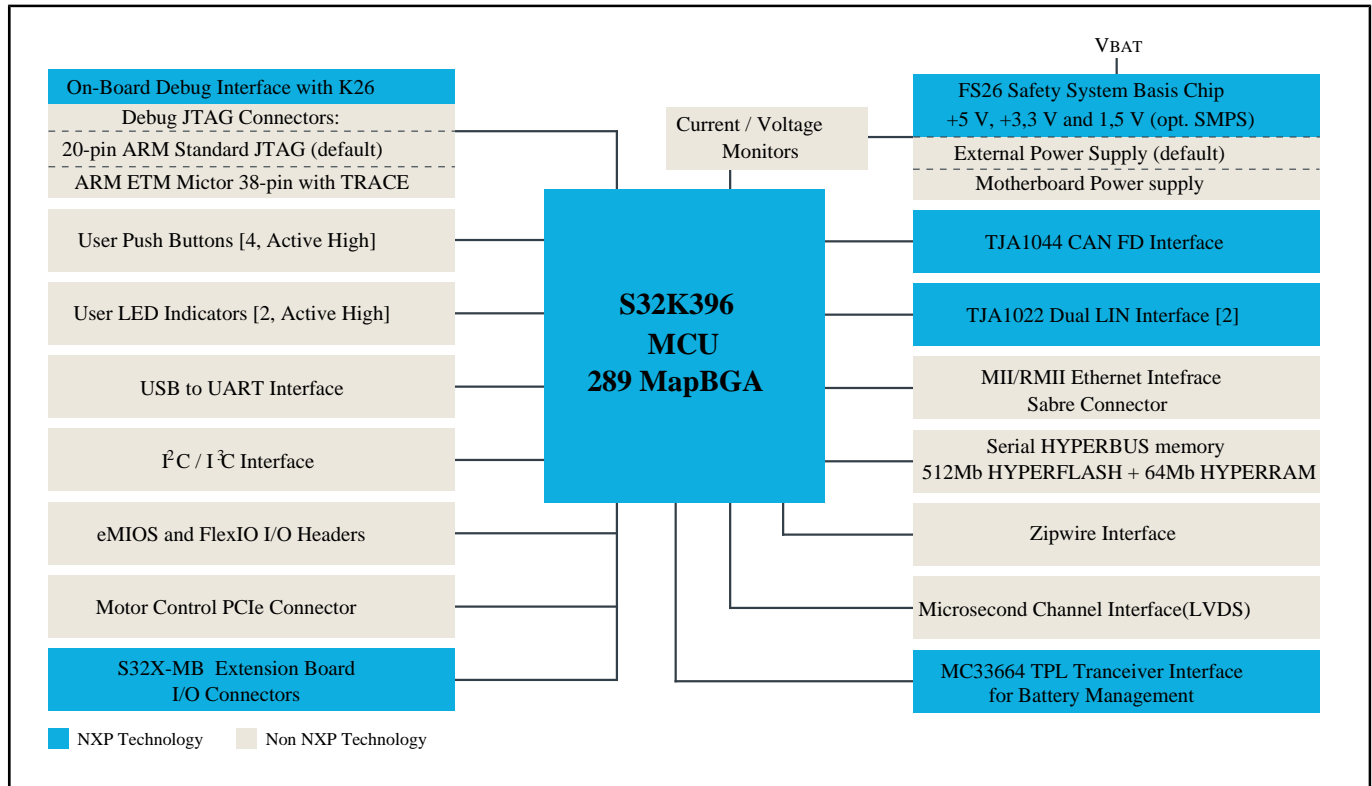 VBAT
On-Board Debug Interface with K26
Debug JTAG Connectors:
20-pin ARM Standard JTAG (default)
ARM ETM Mictor 38-pin with TRACE
User Push Buttons [4, Active High]
User LED Indicators [2, Active High]
USB to UART Interface
I²C / I³C Interface
eMIOS and FlexIO I/O Headers
Motor Control PCIe Connector
S32X-MB Extension Board
I/O Connectors
Current / Voltage
Monitors
S32K396
MCU
289 MapBGA
FS26 Safety System Basis Chip
+5 V, +3,3 V and 1,5 V (opt. SMPS)
External Power Supply (default)
Motherboard Power supply
TJA1044 CAN FD Interface
TJA1022 Dual LIN Interface [2]
MII/RMII Ethernet Intefrace
Sabre Connector
Serial HYPERBUS memory
512Mb HYPERFLASH + 64Mb HYPERRAM
Zipwire Interface
Microsecond Channel Interface(LVDS)
MC33664 TPL Tranceiver Interface
for Battery Management
NXP Technology
Non NXP Technology